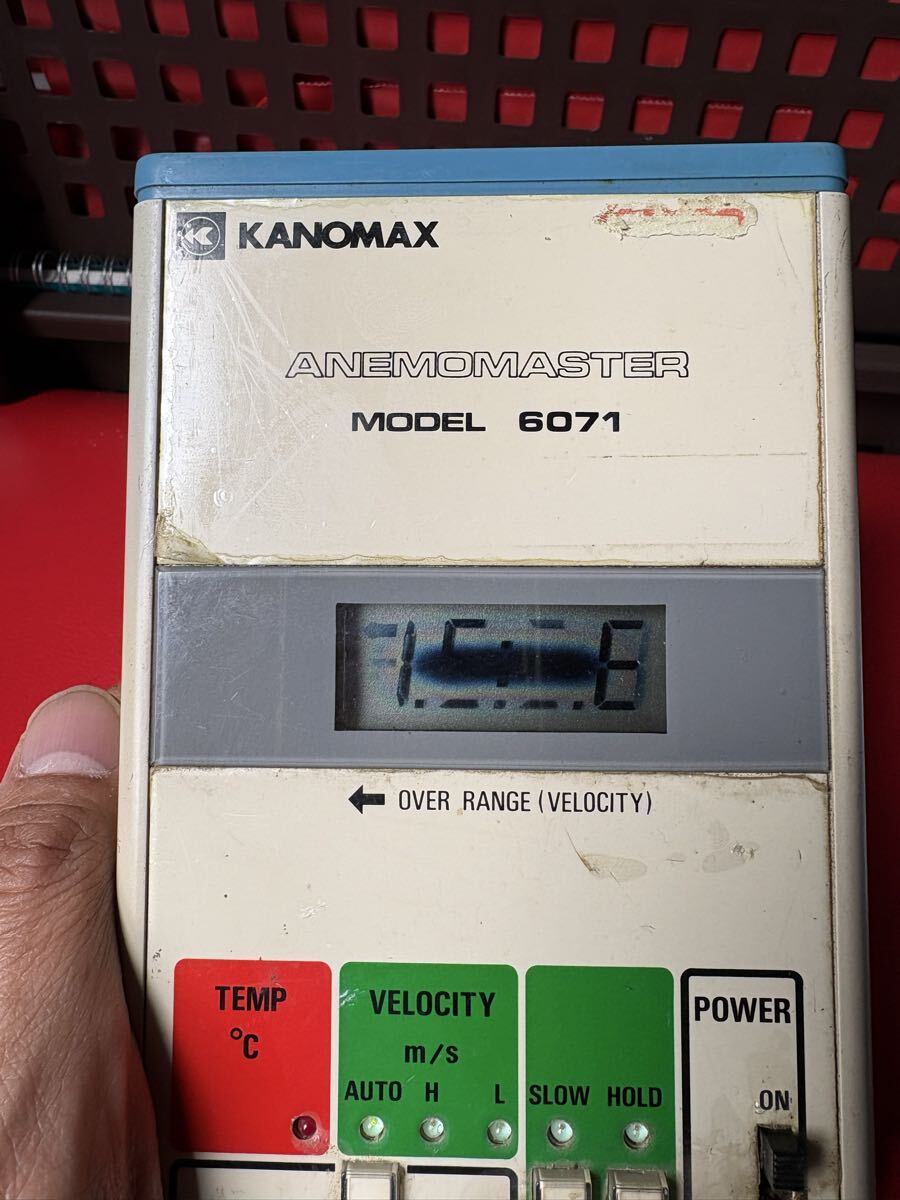 KANOMAX
ANEMOMASTER
MODEL 6071
← OVER RANGE (VELOCITY)
TEMP
°C
VELOCITY
m/s
AUTO H L
SLOW HOLD
POWER
ON